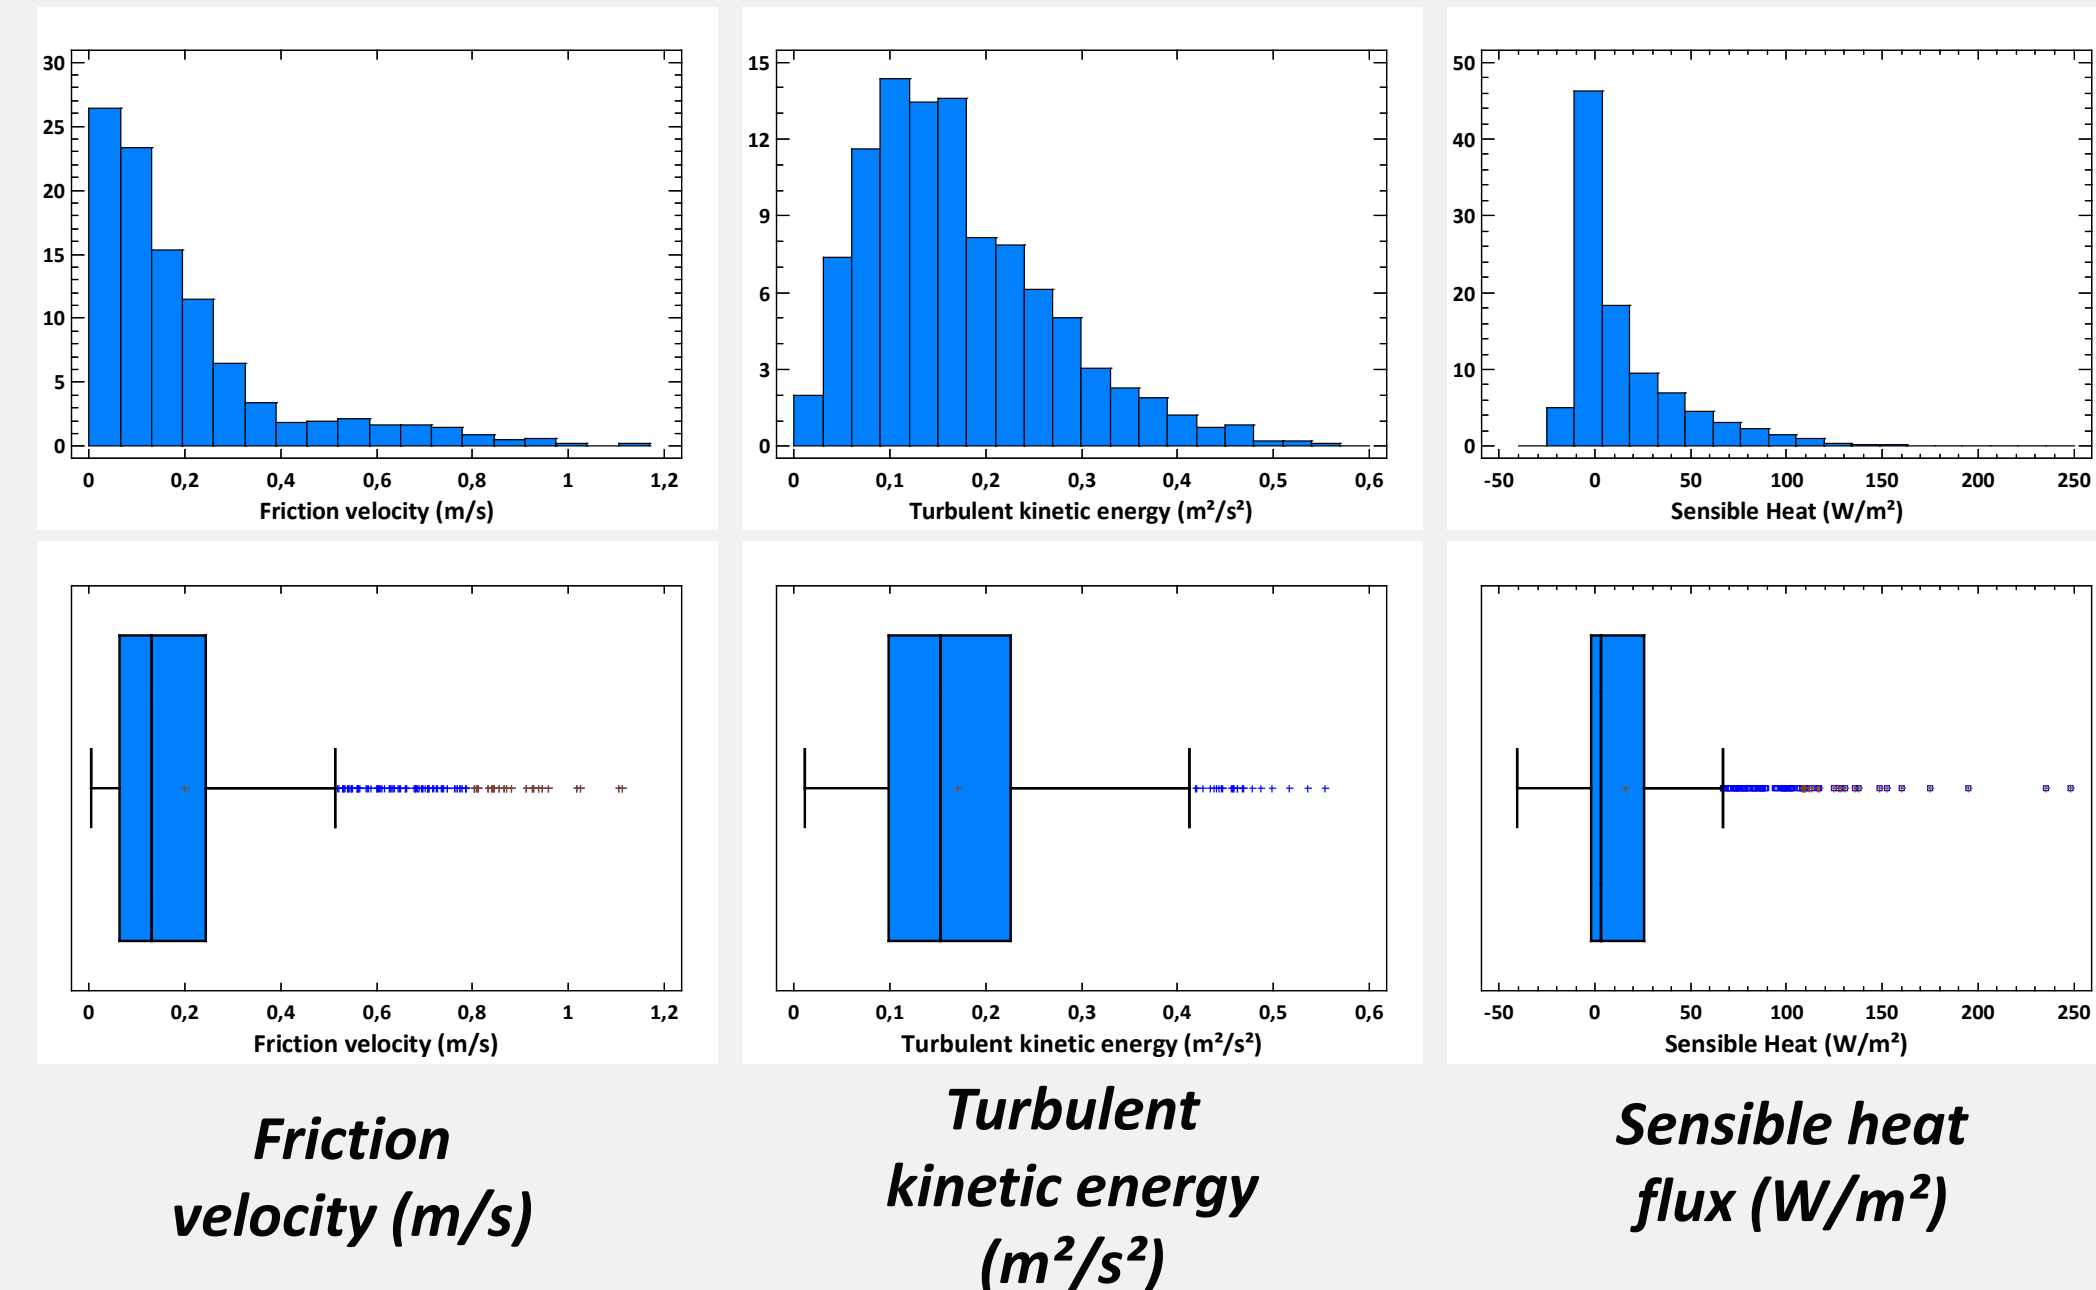 30
25
20
15
10
5
0
0 0,2 0,4 0,6 0,8 1 1,2
Friction velocity (m/s)
15
12
9
6
3
0
0 0,1 0,2 0,3 0,4 0,5 0,6
Turbulent kinetic energy (m²/s²)
50
40
30
20
10
0
-50 0 50 100 150 200 250
Sensible Heat (W/m²)
0 0,2 0,4 0,6 0,8 1 1,2
Friction velocity (m/s)
0 0,1 0,2 0,3 0,4 0,5 0,6
Turbulent kinetic energy (m²/s²)
-50 0 50 100 150 200 250
Sensible Heat (W/m²)
Friction
velocity (m/s)
Turbulent
kinetic energy
(m²/s²)
Sensible heat
flux (W/m²)